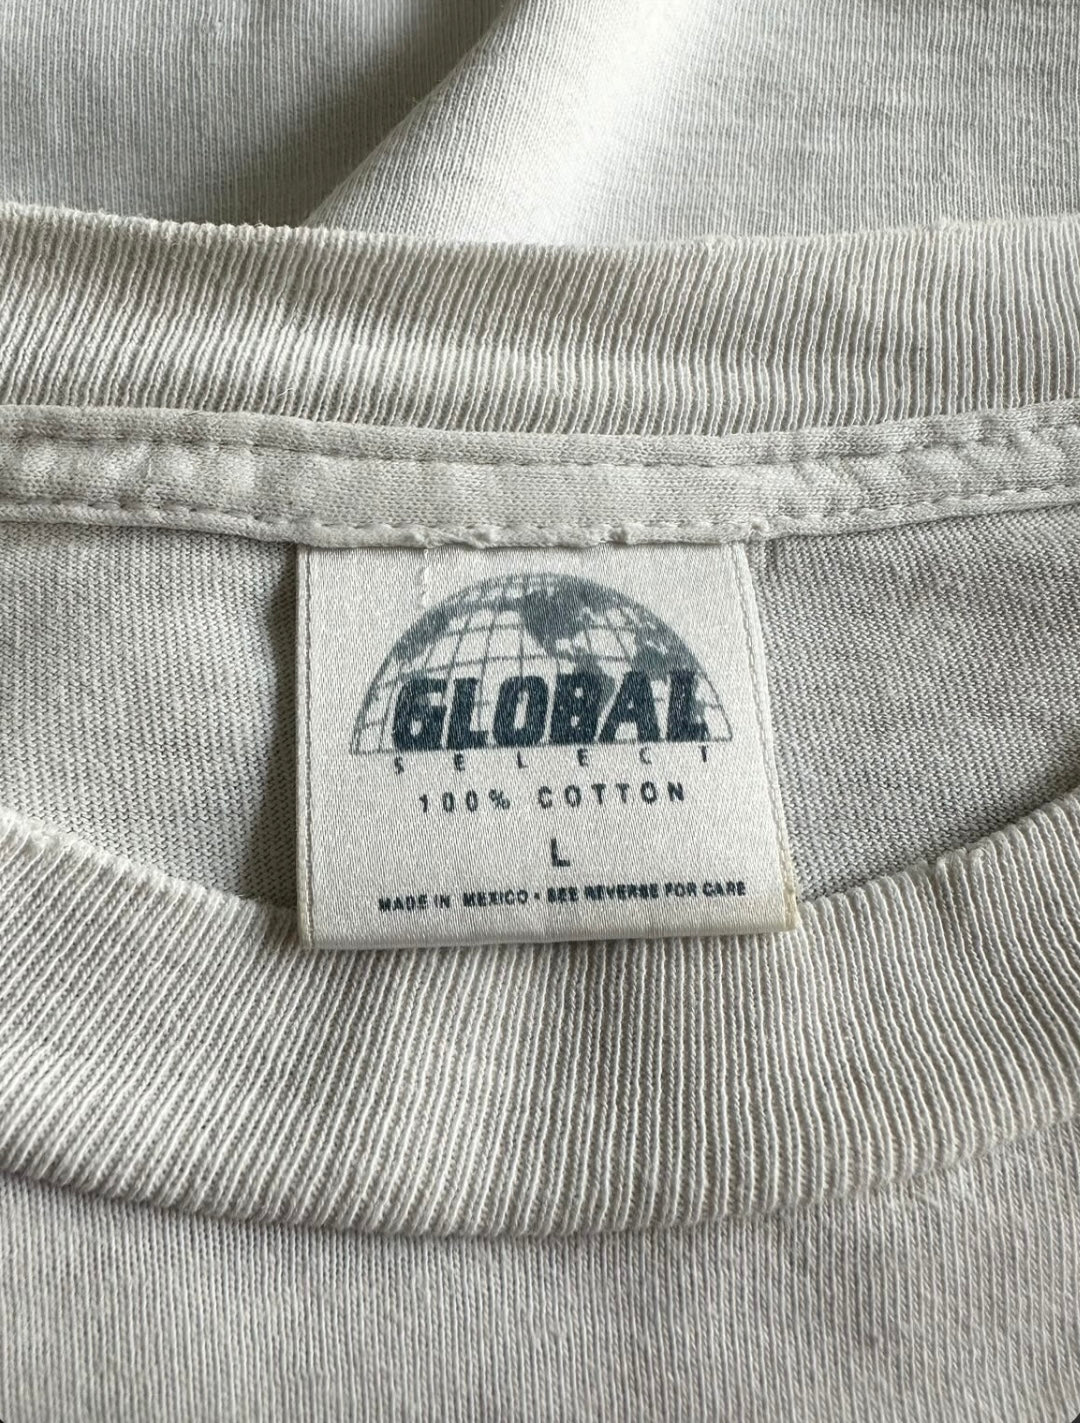 GLOBAL
SELECT
100% COTTON
L
MADE IN MEXICO • SEE REVERSE FOR CARE